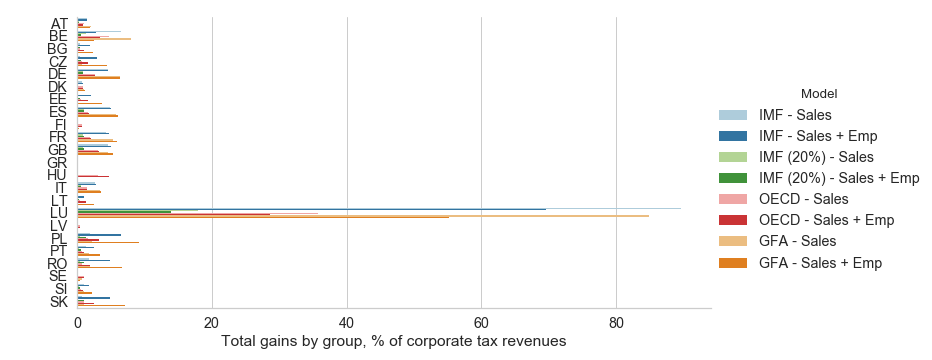 AT
BE
BG
CZ
DE
DK
EE
ES
FI
FR
GB
GR
HU
IT
LT
LU
LV
PL
PT
RO
SE
SI
SK
0 20 40 60 80
Total gains by group, % of corporate tax revenues
Model
IMF - Sales
IMF - Sales + Emp
IMF (20%) - Sales
IMF (20%) - Sales + Emp
OECD - Sales
OECD - Sales + Emp
GFA - Sales
GFA - Sales + Emp